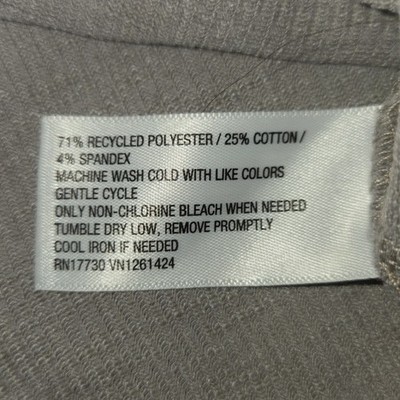 71% RECYCLED POLYESTER / 25% COTTON /
4% SPANDEX
MACHINE WASH COLD WITH LIKE COLORS
GENTLE CYCLE
ONLY NON-CHLORINE BLEACH WHEN NEEDED
TUMBLE DRY LOW, REMOVE PROMPTLY
COOL IRON IF NEEDED
RN17730 VN1261424